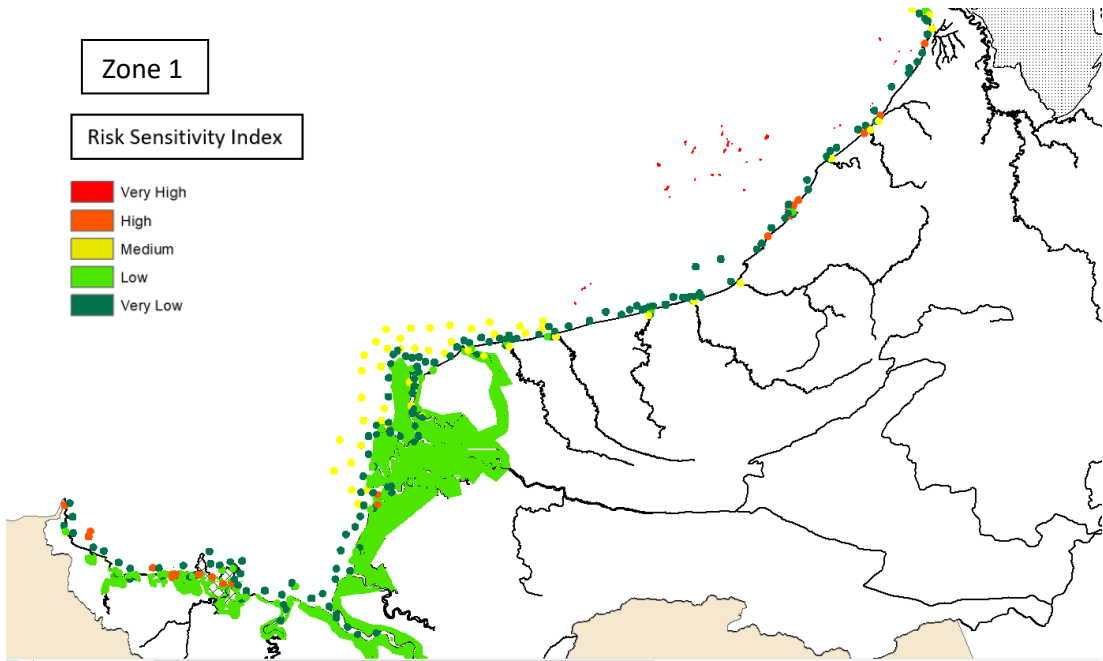 Zone 1
Risk Sensitivity Index
Very High
High
Medium
Low
Very Low